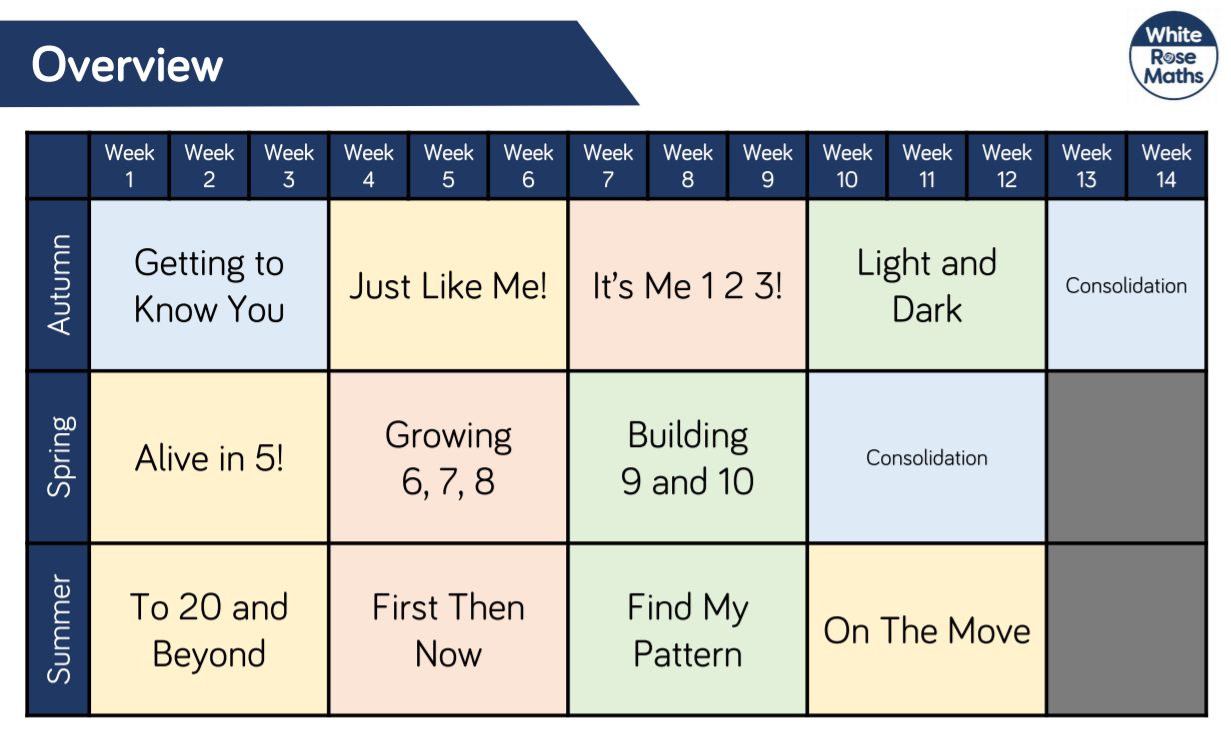 Overview
White
Rose
Maths
Week Week Week Week Week Week Week Week Week Week Week Week Week Week
1 2 3 4 5 6 7 8 9 10 11 12 13 14
Autumn
Getting to
Know You
Just Like Me!
It's Me 1 2 3!
Light and
Dark
Consolidation
Spring
Alive in 5!
Growing
6, 7, 8
Building
9 and 10
Consolidation
Summer
To 20 and
Beyond
First Then
Now
Find My
Pattern
On The Move